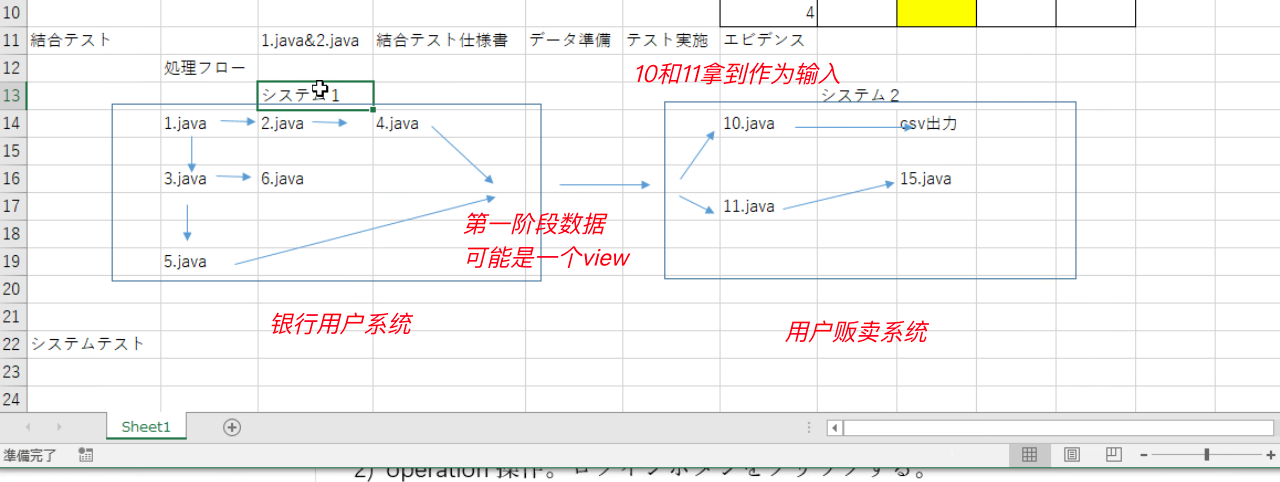 10 4
11 結合テスト 1.java&2.java 結合テスト仕様書 データ準備 テスト実施 エビデンス
12 処理フロー
10和11拿到作为输入
13 システム1 システム2
14 1.java 2.java 4.java 10.java csv出力
15
16 3.java 6.java 15.java
17 11.java
第一阶段数据
18
可能是一个view
19 5.java
20
21
银行用户系统
用户贩卖系统
22 システムテスト
23
24
Sheet1
準備完了
2) operation 操作。ログインボタンをクリックする。